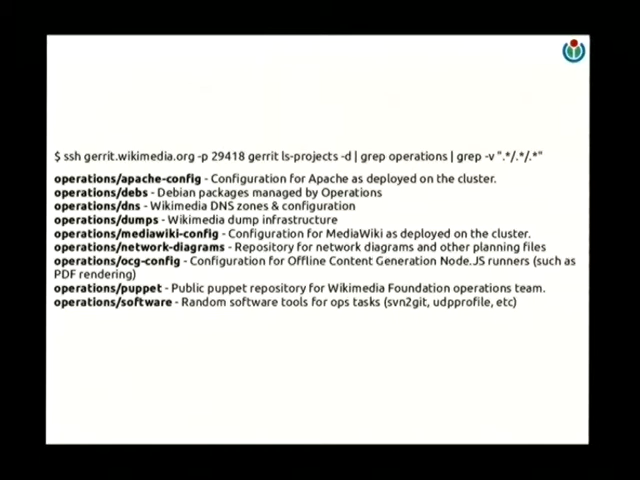 $ ssh gerrit.wikimedia.org -p 29418 gerrit ls-projects -d | grep operations | grep -v ".*/.*/.*"
operations/apache-config - Configuration for Apache as deployed on the cluster.
operations/debs - Debian packages managed by Operations
operations/dns - Wikimedia DNS zones & configuration
operations/dumps - Wikimedia dump infrastructure
operations/mediawiki-config - Configuration for MediaWiki as deployed on the cluster.
operations/network-diagrams - Repository for network diagrams and other planning files
operations/ocg-config - Configuration for Offline Content Generation Node.JS runners (such as
PDF rendering)
operations/puppet - Public puppet repository for Wikimedia Foundation operations team.
operations/software - Random software tools for ops tasks (svn2git, udpprofile, etc)